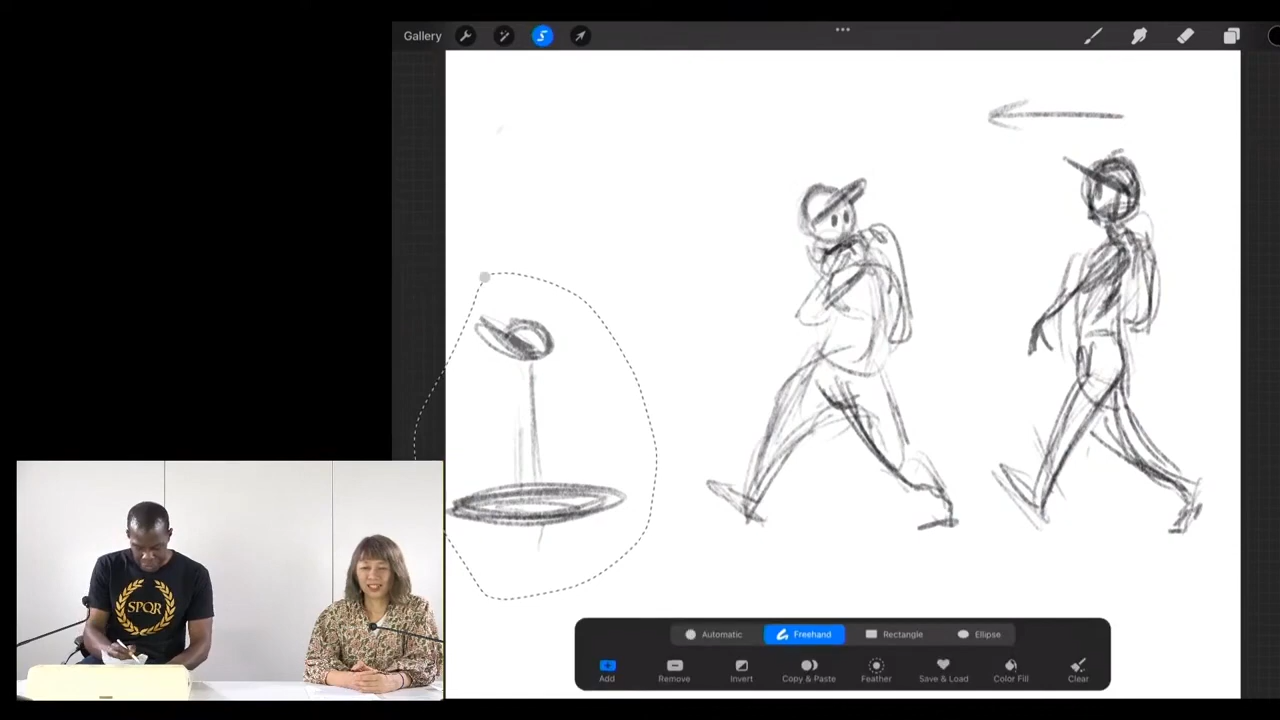 Gallery
SPQR
Automatic
Freehand
Rectangle
Ellipse
Add
Remove
Invert
Copy & Paste
Feather
Save & Load
Color Fill
Clear